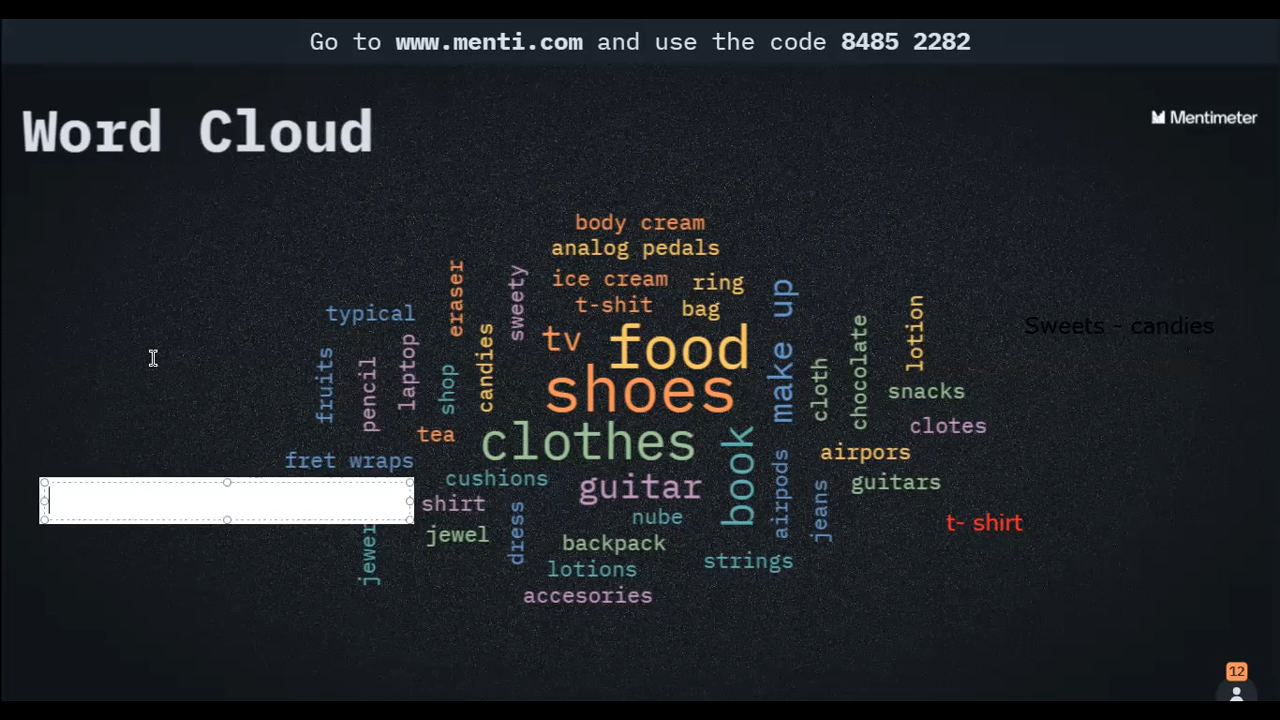 Go to www.menti.com and use the code 8485 2282
Word Cloud
Mentimeter
body cream
analog pedals
ice cream
ring
t-shit
bag
typical
eraser
sweety
make up
lotion
Sweets - candies
tv
food
fruits
pencil
laptop
shop
candies
shoes
cloth
chocolate
snacks
tea
clothes
clotes
fret wraps
cushions
guitar
book
airpods
jeans
airpors
guitars
shirt
nube
t- shirt
jewel
dress
backpack
jewer
lotions
strings
accesories
12